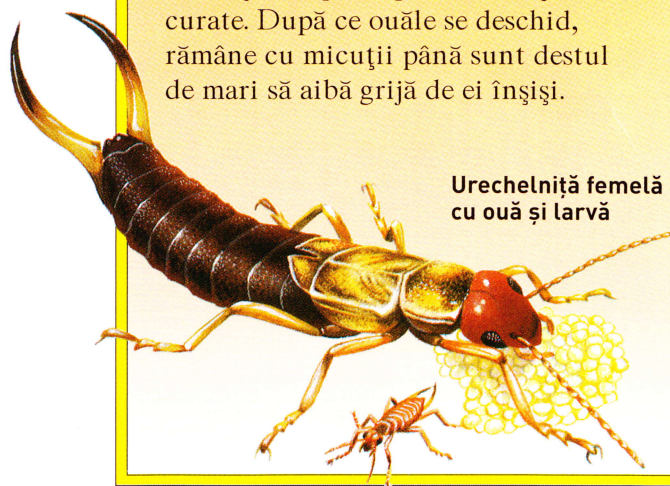 curate. După ce ouăle se deschid,
rămâne cu micuţii până sunt destul
de mari să aibă grijă de ei înşişi.
Urechelniță femelă
cu ouă și larvă